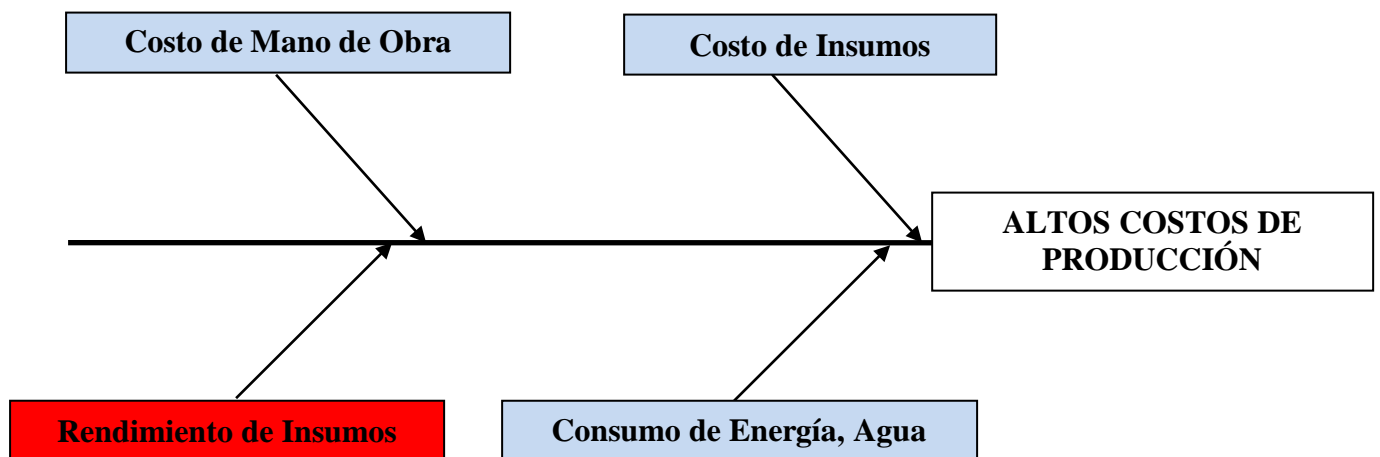 Costo de Mano de Obra
Costo de Insumos
ALTOS COSTOS DE
PRODUCCIÓN
Rendimiento de Insumos
Consumo de Energía, Agua